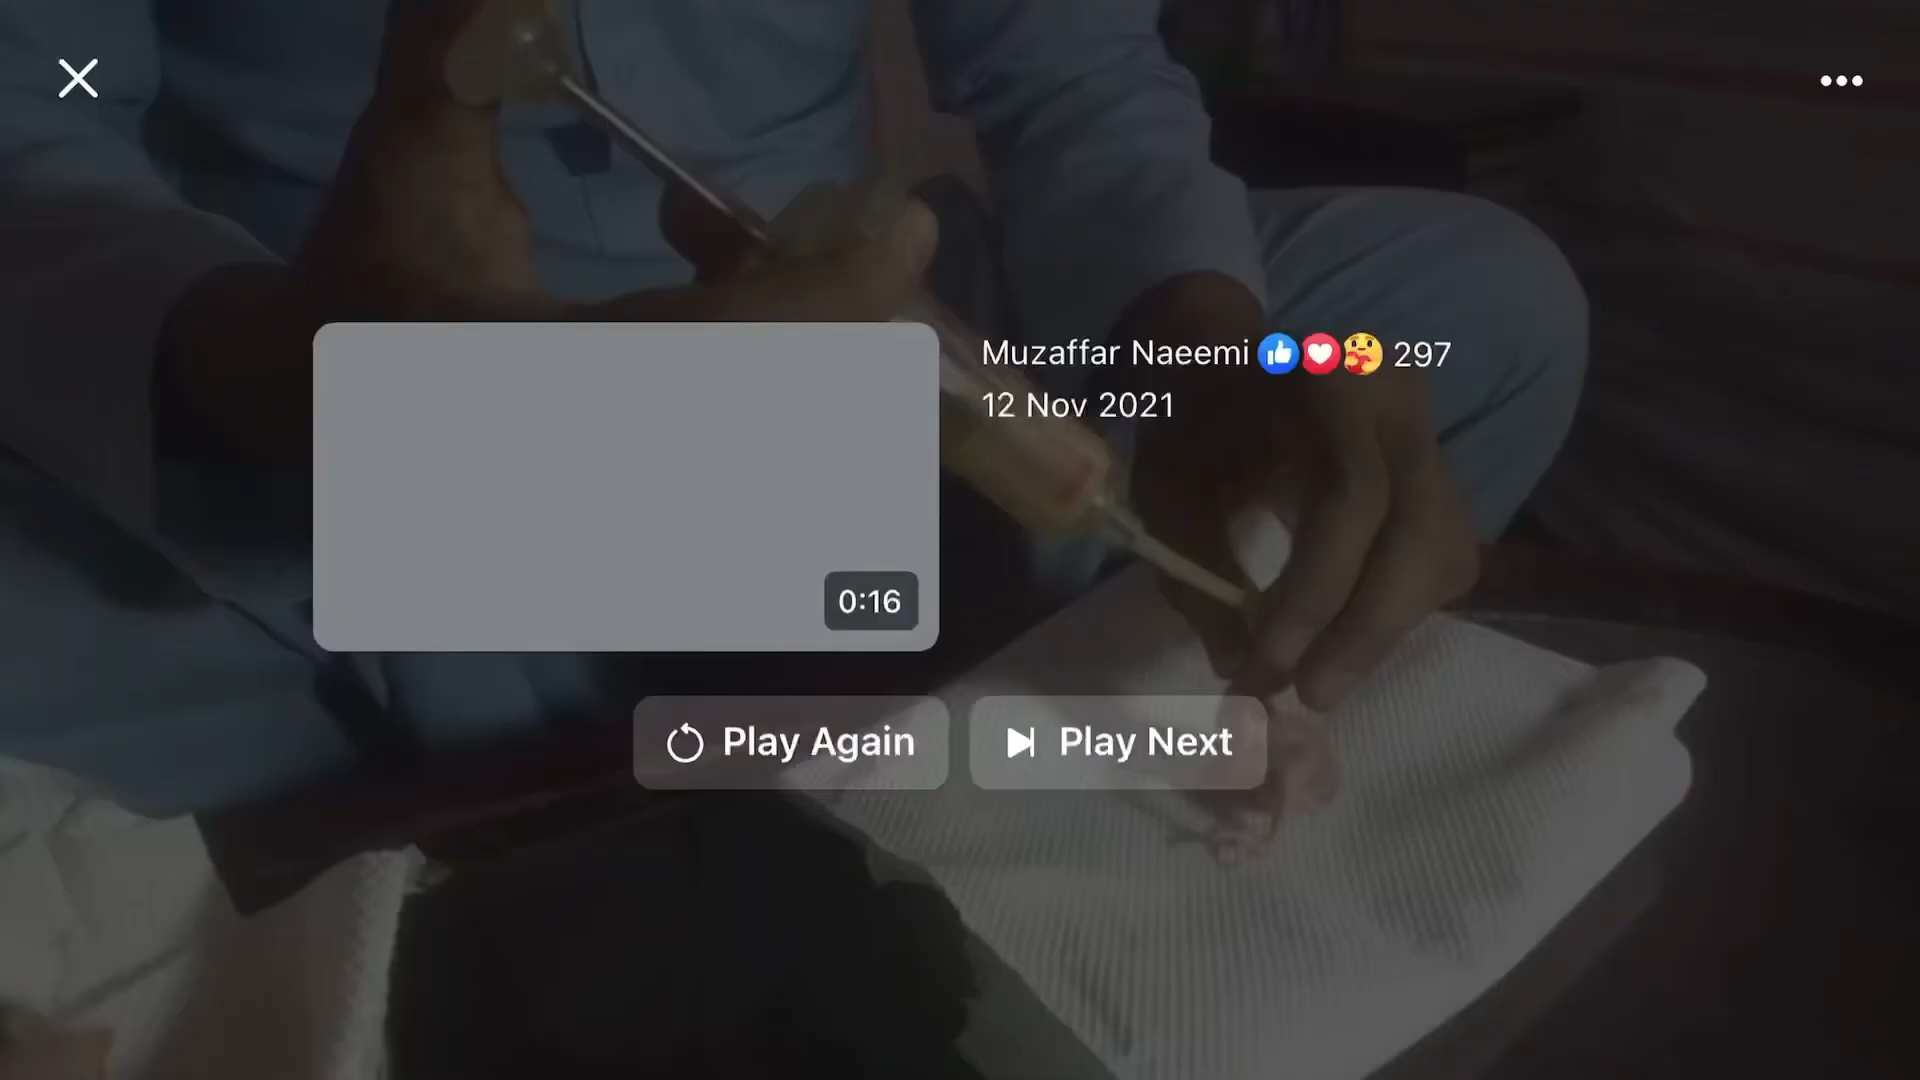 Muzaffar Naeemi 297
12 Nov 2021
0:16
Play Again
Play Next